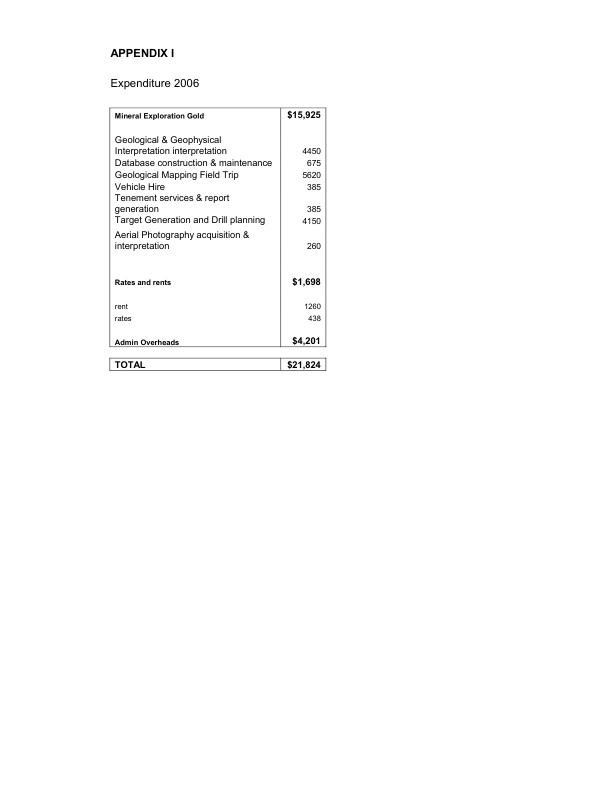 APPENDIX I
Expenditure 2006
Mineral Exploration Gold $15,925
Geological & Geophysical
Interpretation interpretation 4450
Database construction & maintenance 675
Geological Mapping Field Trip 5620
Vehicle Hire 385
Tenement services & report
generation 385
Target Generation and Drill planning 4150
Aerial Photography acquisition &
interpretation 260
Rates and rents $1,698
rent 1260
rates 438
Admin Overheads $4,201
TOTAL $21,824